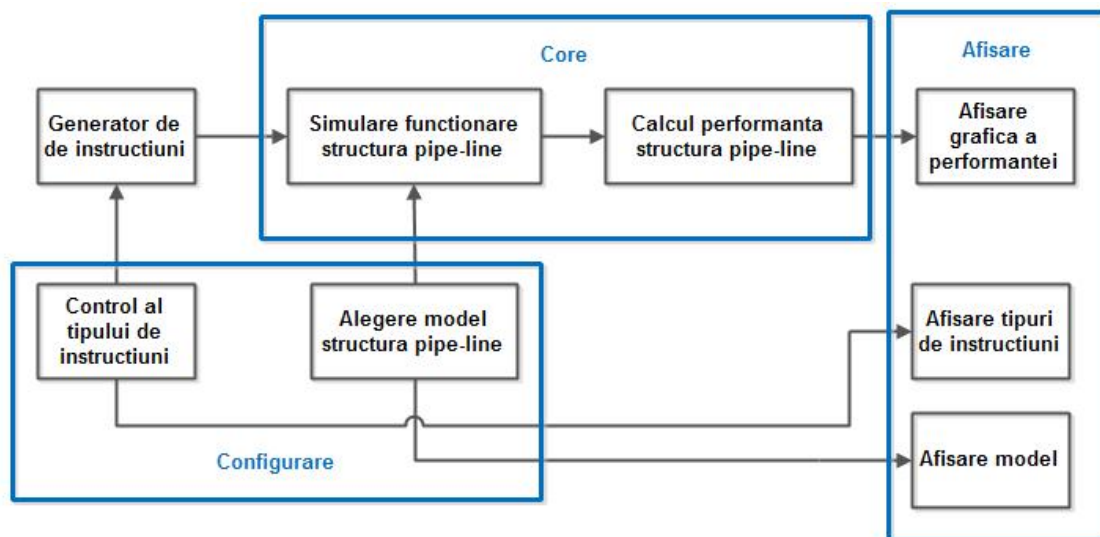 Core
Afisare
Generator de
de instructiuni
Simulare functionare
structura pipe-line
Calcul performanta
structura pipe-line
Afisare
grafica a
performantei
Control al
tipului de
instructiuni
Alegere model
structura pipe-line
Afisare tipuri
de instructiuni
Configurare
Afisare model